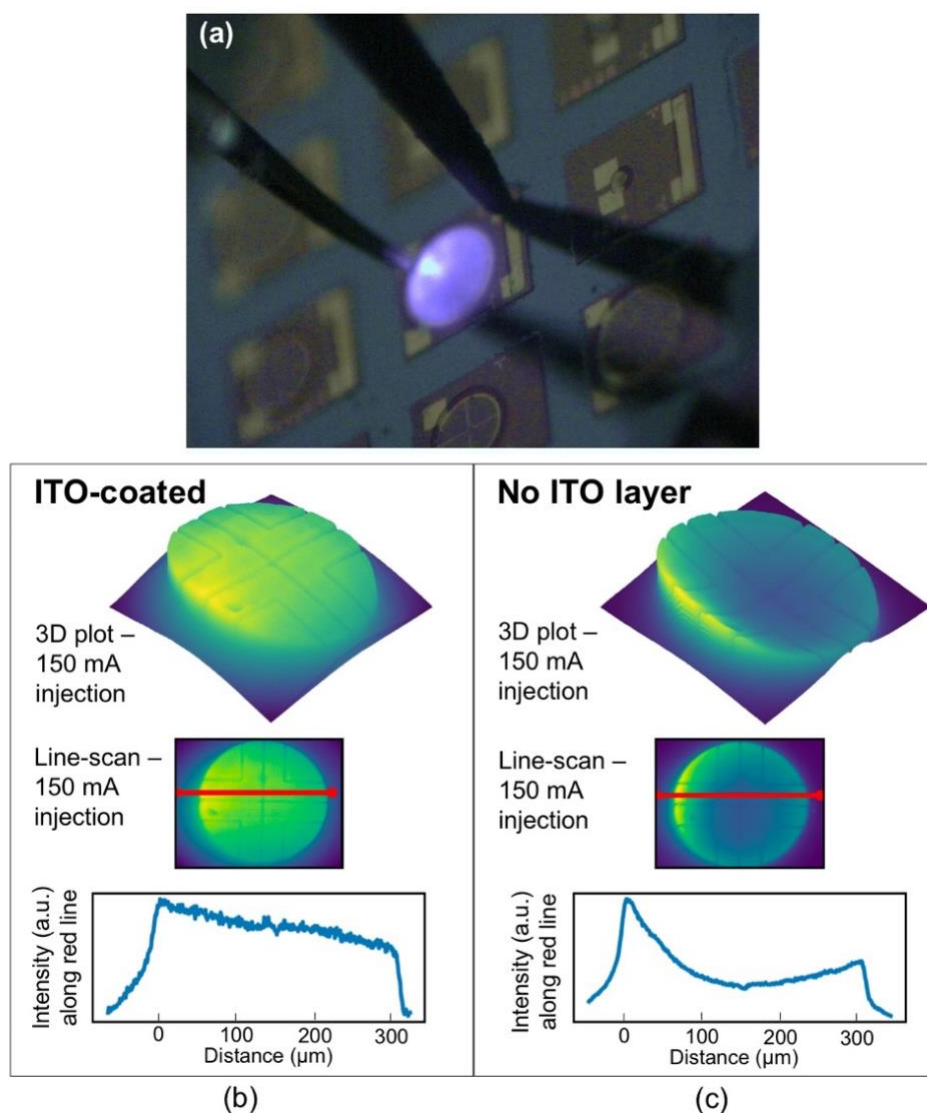 (a)
ITO-coated
3D plot –
150 mA
injection
Line-scan –
150 mA
injection
Intensity (a.u.)
along red line
0
100
200
300
Distance (µm)
(b)
No ITO layer
3D plot –
150 mA
injection
Line-scan –
150 mA
injection
Intensity (a.u.)
along red line
0
100
200
300
Distance (µm)
(c)